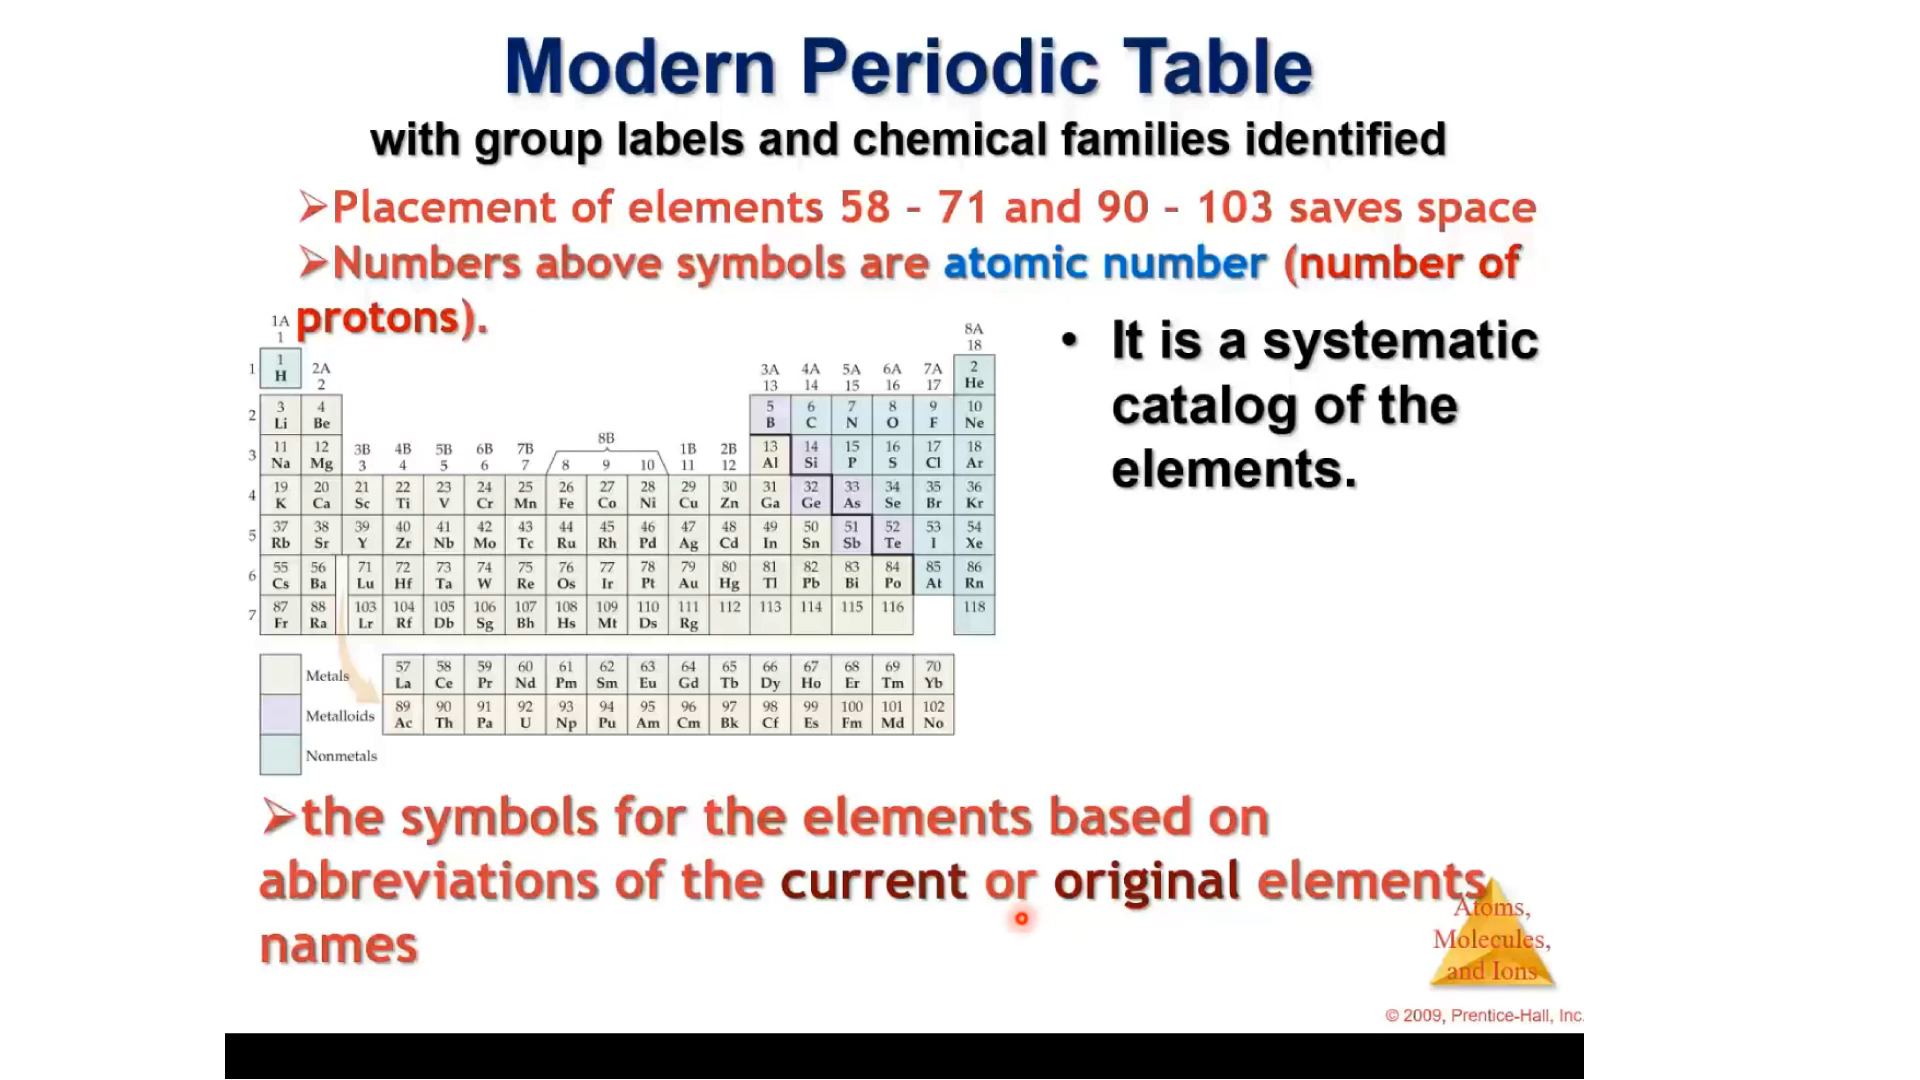 Modern Periodic Table
with group labels and chemical families identified
➢Placement of elements 58 – 71 and 90 – 103 saves space
➢Numbers above symbols are atomic number (number of
protons).
• It is a systematic
catalog of the
elements.
1A 8A
1 18
1 2A 3A 4A 5A 6A 7A 2
1 H 2 13 14 15 16 17 He
3 4 5 6 7 8 9 10
2 Li Be B C N O F Ne
8B
11 12 3B 4B 5B 6B 7B 1B 2B 13 14 15 16 17 18
3 Na Mg 3 4 5 6 7 8 9 10 11 12 Al Si P S Cl Ar
19 20 21 22 23 24 25 26 27 28 29 30 31 32 33 34 35 36
4 K Ca Sc Ti V Cr Mn Fe Co Ni Cu Zn Ga Ge As Se Br Kr
37 38 39 40 41 42 43 44 45 46 47 48 49 50 51 52 53 54
5 Rb Sr Y Zr Nb Mo Tc Ru Rh Pd Ag Cd In Sn Sb Te I Xe
55 56 71 72 73 74 75 76 77 78 79 80 81 82 83 84 85 86
6 Cs Ba Lu Hf Ta W Re Os Ir Pt Au Hg Tl Pb Bi Po At Rn
87 88 103 104 105 106 107 108 109 110 111 112 113 114 115 116 118
7 Fr Ra Lr Rf Db Sg Bh Hs Mt Ds Rg
57 58 59 60 61 62 63 64 65 66 67 68 69 70
Metals La Ce Pr Nd Pm Sm Eu Gd Tb Dy Ho Er Tm Yb
89 90 91 92 93 94 95 96 97 98 99 100 101 102
Metalloids Ac Th Pa U Np Pu Am Cm Bk Cf Es Fm Md No
Nonmetals
➢the symbols for the elements based on
abbreviations of the current or original elements
names
Atoms,
Molecules,
and Ions
© 2009, Prentice-Hall, Inc.